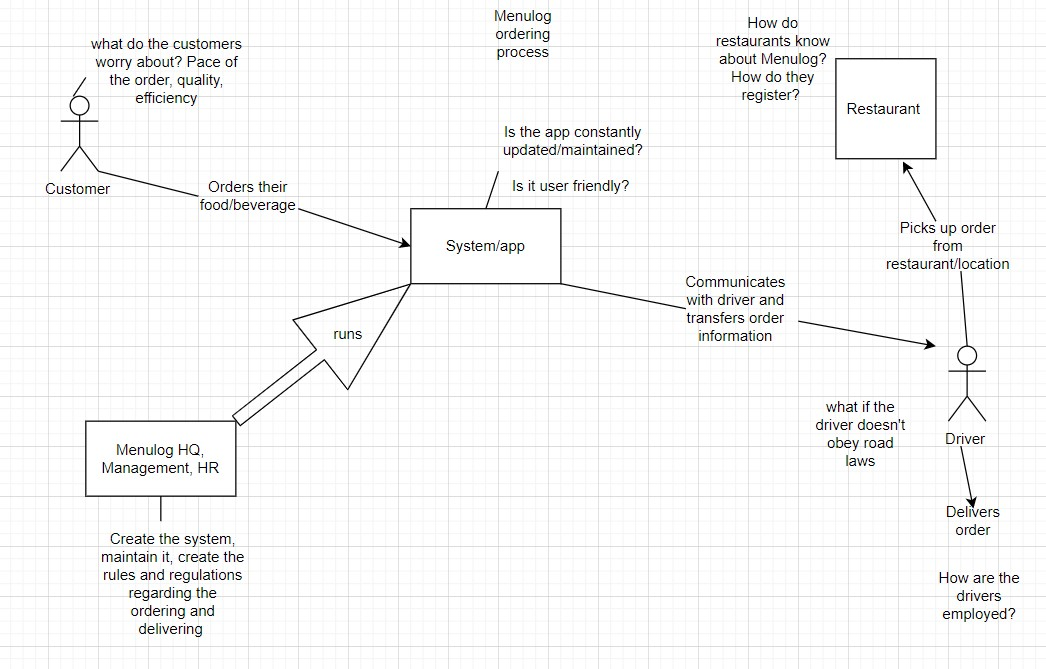 Menulog
ordering
process
what do the customers
worry about? Pace of
the order, quality,
efficiency
Customer
Orders their
food/beverage
Is the app constantly
updated/maintained?
Is it user friendly?
System/app
How do
restaurants know
about Menulog?
How do they
register?
Restaurant
Picks up order
from
restaurant/location
Communicates
with driver and
transfers order
information
runs
Menulog HQ,
Management, HR
Create the system,
maintain it, create the
rules and regulations
regarding the
ordering and
delivering
what if the
driver doesn't
obey road
laws
Driver
Delivers
order
How are the
drivers
employed?